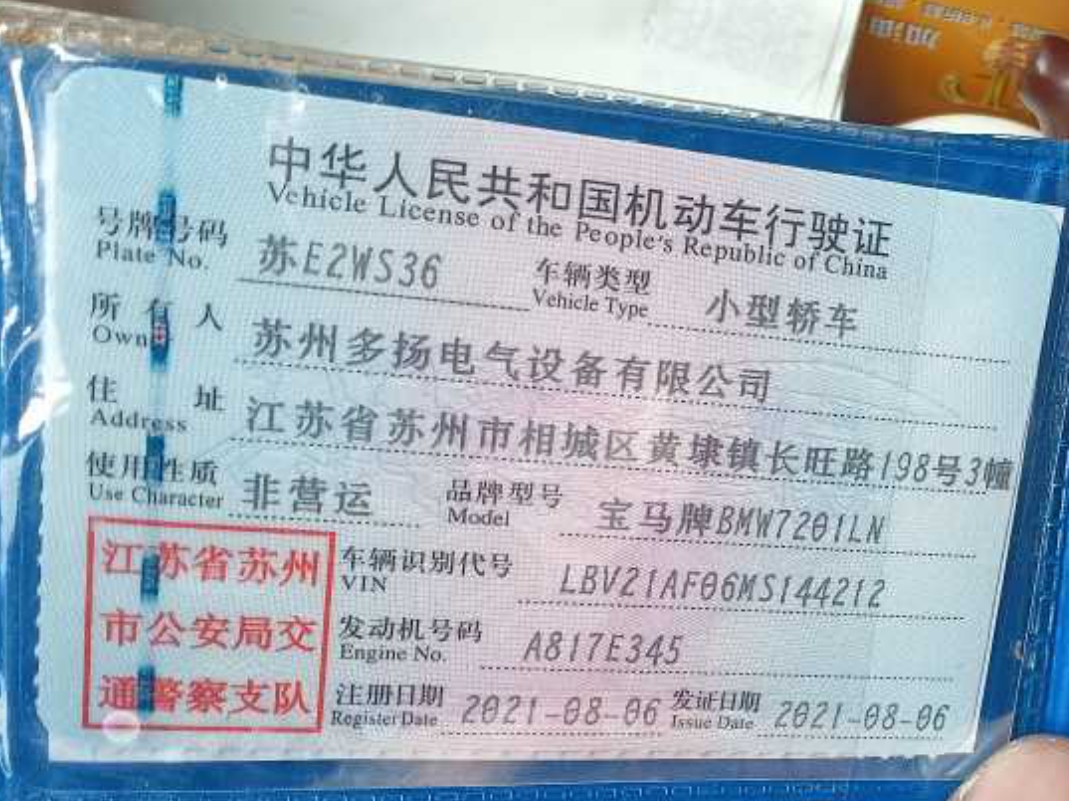 加油
中华人民共和国机动车行驶证
Vehicle License of the People's Republic of China
号牌号码 苏E2WS36 车辆类型 小型轿车
Plate No. Vehicle Type
所有人 苏州多扬电气设备有限公司
Owner
住址 江苏省苏州市相城区黄埭镇长旺路198号3幢
Address
使用性质 非营运 品牌型号 宝马牌BMW7201LN
Use Character Model
江苏省苏州
市公安局交
通警察支队
车辆识别代号 LBV21AF06MS144212
VIN
发动机号码 A817E345
Engine No.
注册日期 2021-08-06 发证日期 2021-08-06
Register Date Issue Date